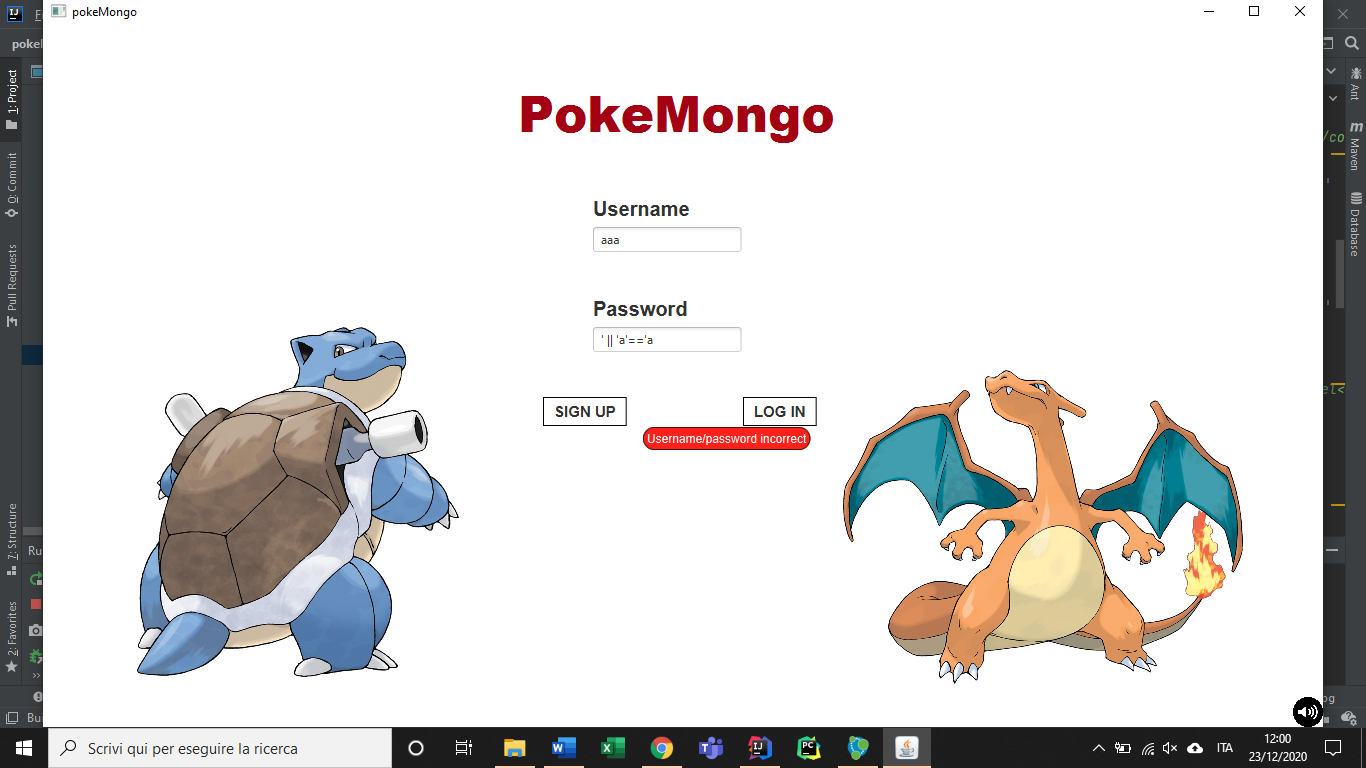 pokeMongo
PokeMongo
Username
aaa
Password
' || 'a'=='a
SIGN UP
LOG IN
Username/password incorrect
1: Project
0: Commit
Pull Requests
7: Structure
2: Favorites
Ant
m
Maven
Database
/co
Scrivi qui per eseguire la ricerca
ITA
12:00
23/12/2020